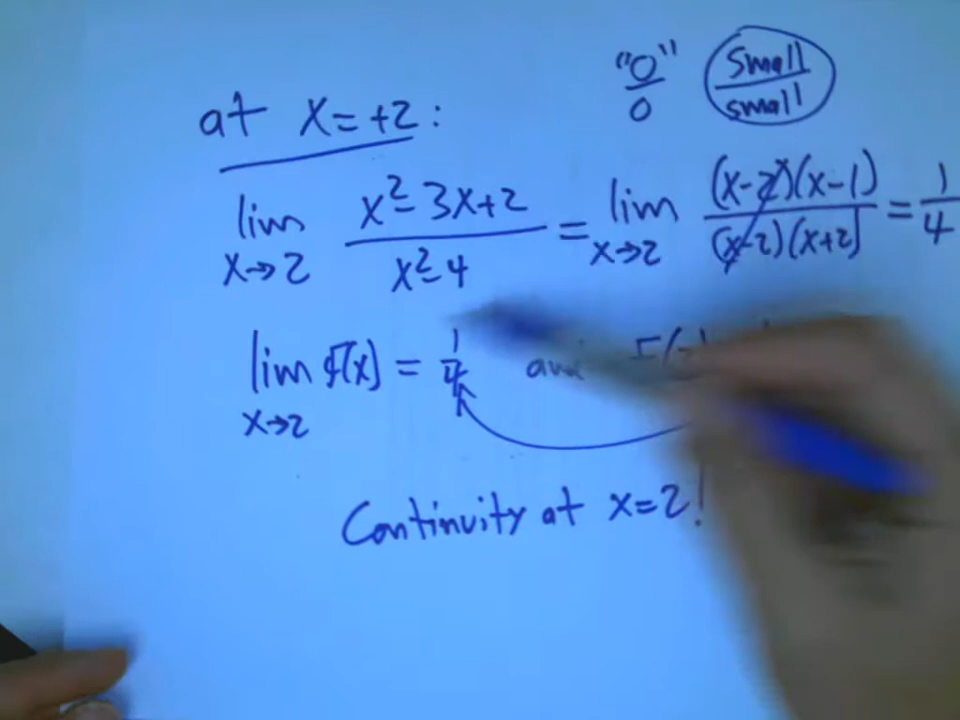 "0"/0 small/small
at x=+2:
lim x→2 x²-3x+2 / x²-4 = lim x→2 (x-2)(x-1) / (x-2)(x+2) = 1/4
lim x→2 f(x) = 1/4 and
Continuity at x=2!